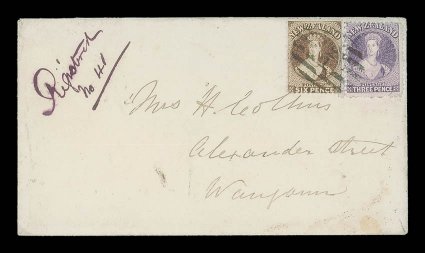 NEW ZEALAND
SIX PENCE
NEW ZEALAND
THREE PENCE
Registered
No 41
Mrs H. Collins
Alexander Street
Wanganui